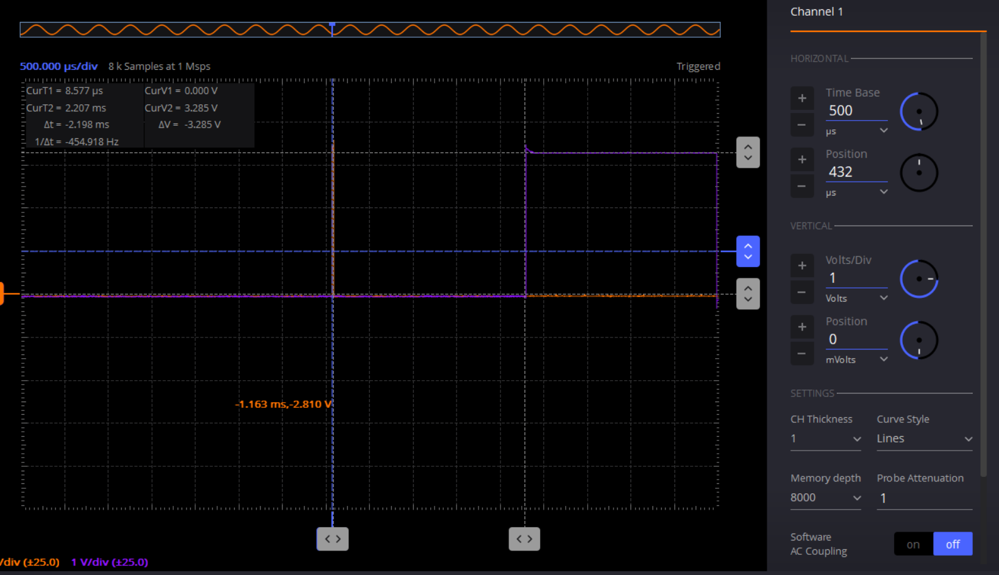 Channel 1
HORIZONTAL
500.000 µs/div 8 k Samples at 1 Msps Triggered
CurT1 = 8.577 µs CurV1 = 0.000 V
CurT2 = 2.207 ms CurV2 = 3.285 V
Δt = -2.198 ms ΔV = -3.285 V
1/Δt = -454.918 Hz
+ Time Base
500
− µs
+ Position
432
− µs
VERTICAL
+ Volts/Div
1
− Volts
+ Position
0
− mVolts
-1.163 ms,-2.810 V
SETTINGS
CH Thickness Curve Style
1 Lines
Memory depth Probe Attenuation
8000 1
Software
AC Coupling on off
/div (±25.0) 1 V/div (±25.0)